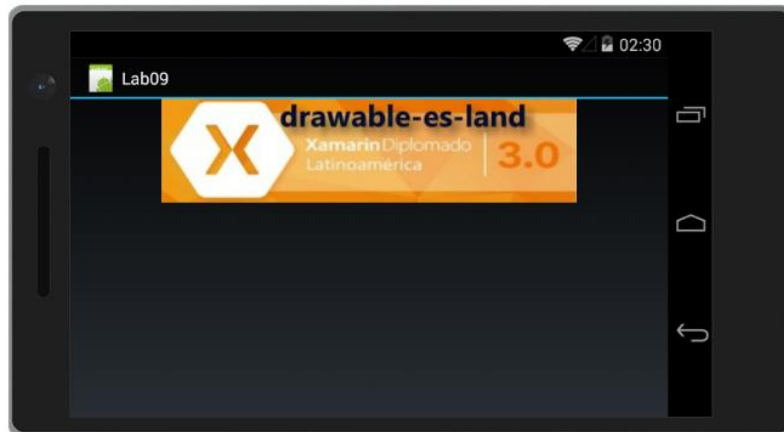 02:30
Lab09
drawable-es-land
Xamarin Diplomado
Latinoamérica
3.0